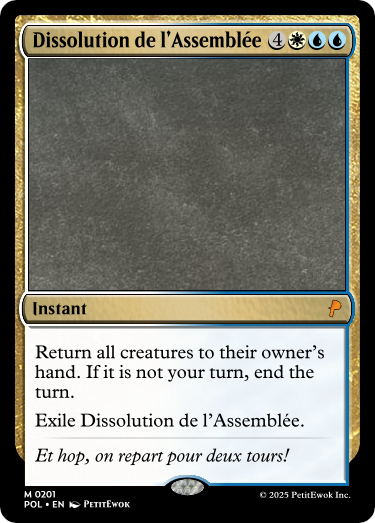 Dissolution de l'Assemblée 4
Instant
Return all creatures to their owner's
hand. If it is not your turn, end the
turn.
Exile Dissolution de l'Assemblée.
Et hop, on repart pour deux tours!
M 0201
POL • EN PetitEwok
© 2025 PetitEwok Inc.